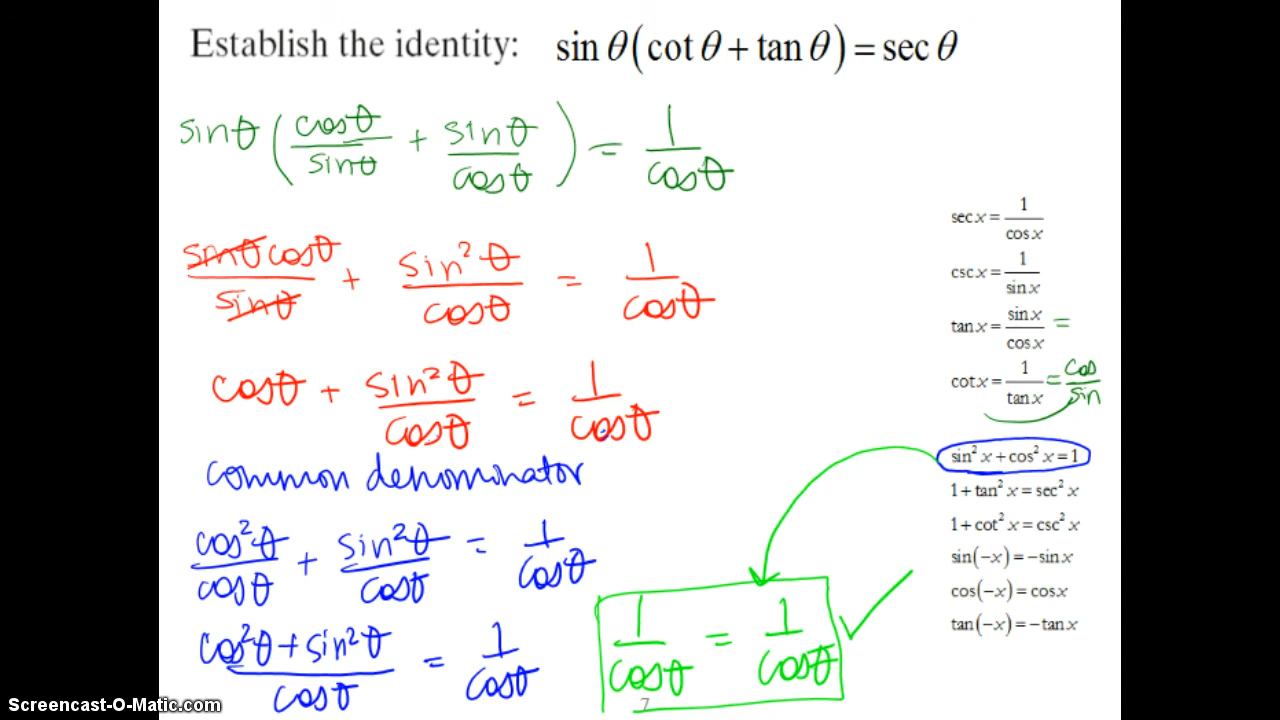 Establish the identity: sin θ(cot θ + tan θ) = sec θ
sinθ (cosθ/sinθ + sinθ/cosθ) = 1/cosθ
sinθ cosθ/sinθ + sin²θ/cosθ = 1/cosθ
cosθ + sin²θ/cosθ = 1/cosθ
common denominator
cos²θ/cosθ + sin²θ/cosθ = 1/cosθ
cos²θ + sin²θ/cosθ = 1/cosθ
1/cosθ = 1/cosθ ✓
7
sec x = 1/cos x
csc x = 1/sin x
tan x = sin x/cos x =
cot x = 1/tan x = cos/sin
sin² x + cos² x = 1
1 + tan² x = sec² x
1 + cot² x = csc² x
sin(−x) = −sin x
cos(−x) = cos x
tan(−x) = −tan x
Screencast-O-Matic.com